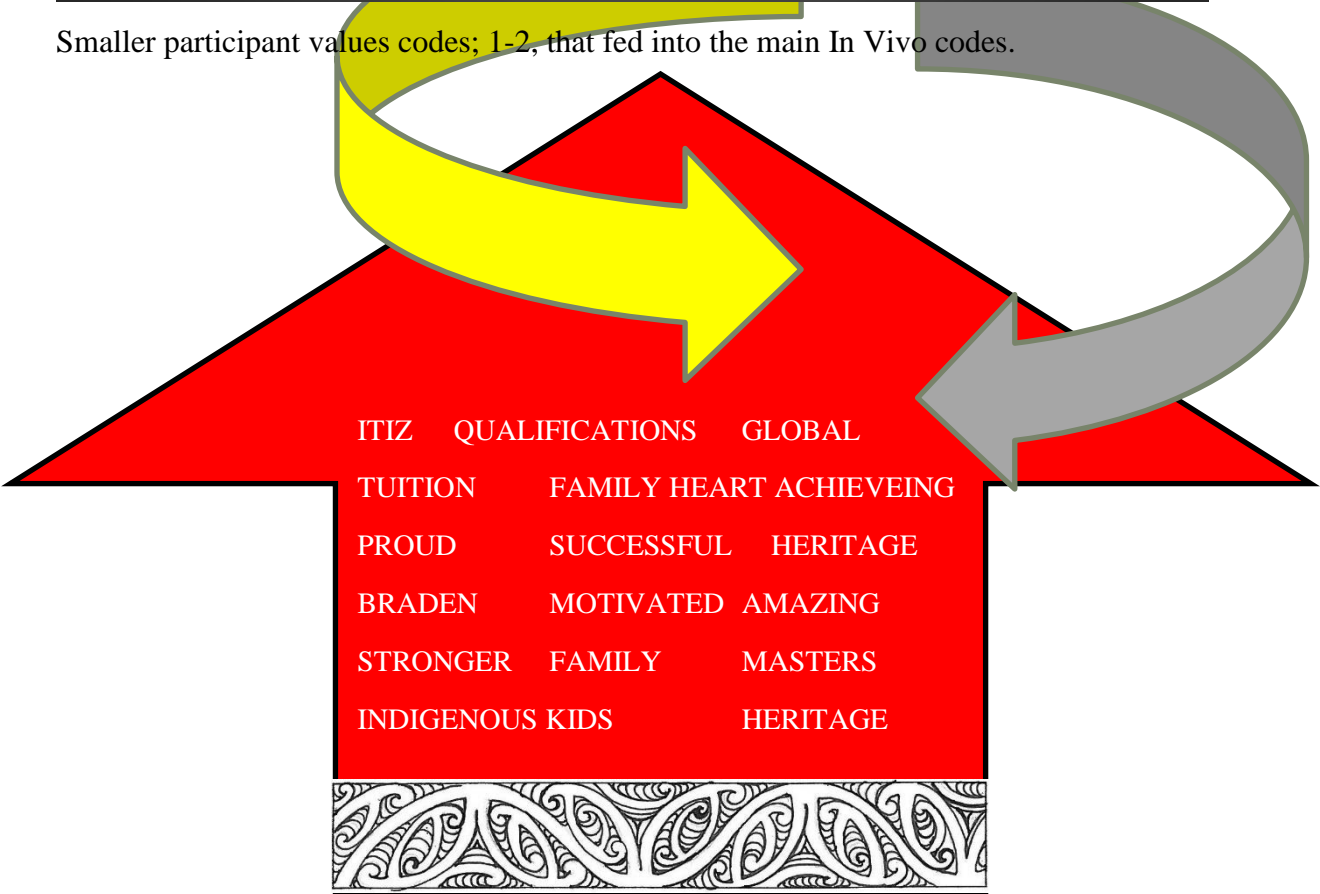 Smaller participant values codes; 1-2, that fed into the main In Vivo codes.
ITIZ QUALIFICATIONS GLOBAL
TUITION FAMILY HEART ACHIEVEING
PROUD SUCCESSFUL HERITAGE
BRADEN MOTIVATED AMAZING
STRONGER FAMILY MASTERS
INDIGENOUS KIDS HERITAGE